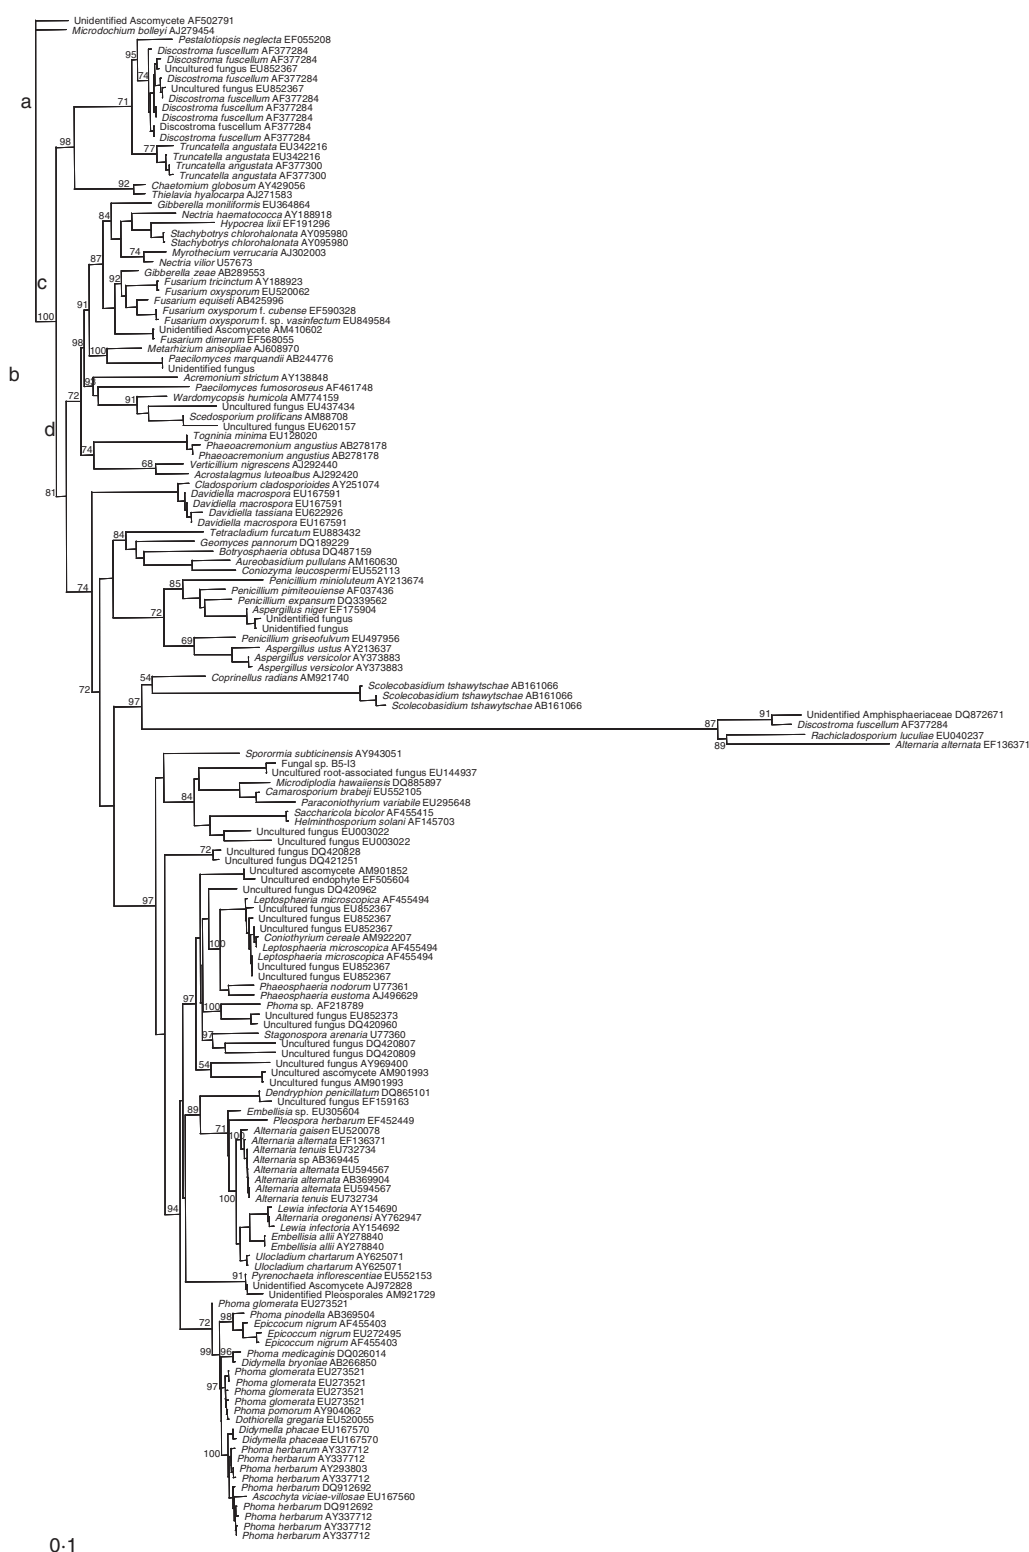 Unidentified Ascomycete AF502791
Microdochium bolleyi AJ279454
Pestalotiopsis neglecta EF055208
95
Discostroma fuscellum AF377284
Discostroma fuscellum AF377284
Uncultured fungus EU852367
74
Discostroma fuscellum AF377284
Uncultured fungus EU852367
Discostroma fuscellum AF377284
a
71
Discostroma fuscellum AF377284
Discostroma fuscellum AF377284
Discostroma fuscellum AF377284
Discostroma fuscellum AF377284
98
77
Truncatella angustata EU342216
Truncatella angustata EU342216
Truncatella angustata AF377300
Truncatella angustata AF377300
92
Chaetomium globosum AY429056
Thielavia hyalocarpa AJ271583
Gibberella moniliformis EU364864
84
Nectria haematococca AY188918
Hypocrea lixii EF191296
Stachybotrys chlorohalonata AY095980
Stachybotrys chlorohalonata AY095980
74
Myrothecium verrucaria AJ302003
87
Nectria vilior U57673
Gibberella zeae AB289553
c
92
Fusarium tricinctum AY188923
Fusarium oxysporum EU520062
Fusarium equiseti AB425996
91
Fusarium oxysporum f. cubense EF590328
100
Fusarium oxysporum f. sp. vasinfectum EU849584
Unidentified Ascomycete AM410602
Fusarium dimerum EF568055
98
100
Metarhizium anisopliae AJ608970
Paecilomyces marquandii AB244776
Unidentified fungus
b
93
Acremonium strictum AY138848
Paecilomyces fumosoroseus AF461748
72
91
Wardomycopsis humicola AM774159
Uncultured fungus EU437434
Scedosporium prolificans AM88708
Uncultured fungus EU620157
d
Togninia minima EU128020
74
Phaeoacremonium angustius AB278178
Phaeoacremonium angustius AB278178
68
Verticillium nigrescens AJ292440
Acrostalagmus luteoalbus AJ292420
Cladosporium cladosporioides AY251074
81
Davidiella macrospora EU167591
Davidiella macrospora EU167591
Davidiella tassiana EU622926
Davidiella macrospora EU167591
84
Tetracladium furcatum EU883432
Geomyces pannorum DQ189229
Botryosphaeria obtusa DQ487159
Aureobasidium pullulans AM160630
Coniozyma leucospermi EU552113
74
85
Penicillium minioluteum AY213674
Penicillium pimiteouiense AF037436
Penicillium expansum DQ339562
72
Aspergillus niger EF175904
Unidentified fungus
Unidentified fungus
69
Penicillium griseofulvum EU497956
Aspergillus ustus AY213637
Aspergillus versicolor AY373883
Aspergillus versicolor AY373883
54
Coprinellus radians AM921740
72
Scolecobasidium tshawytschae AB161066
Scolecobasidium tshawytschae AB161066
97
Scolecobasidium tshawytschae AB161066
91
Unidentified Amphisphaeriaceae DQ872671
87
Discostroma fuscellum AF377284
Rachicladosporium luculiae EU040237
89
Alternaria alternata EF136371
Sporormia subticinensis AY943051
Fungal sp. B5-I3
Uncultured root-associated fungus EU144937
Microdiplodia hawaiiensis DQ885897
Camarosporium brabeji EU552105
84
Paraconiothyrium variabile EU295648
Saccharicola bicolor AF455415
Helminthosporium solani AF145703
Uncultured fungus EU003022
Uncultured fungus EU003022
72
Uncultured fungus DQ420828
Uncultured fungus DQ421251
Uncultured ascomycete AM901852
Uncultured endophyte EF505604
Uncultured fungus DQ420962
97
Leptosphaeria microscopica AF455494
Uncultured fungus EU852367
Uncultured fungus EU852367
Uncultured fungus EU852367
Coniothyrium cereale AM922207
100
Leptosphaeria microscopica AF455494
Leptosphaeria microscopica AF455494
Uncultured fungus EU852367
Uncultured fungus EU852367
Phaeosphaeria nodorum U77361
97
Phaeosphaeria eustoma AJ496629
100
Phoma sp. AF218789
Uncultured fungus EU852373
Uncultured fungus DQ420960
97
Stagonospora arenaria U77360
Uncultured fungus DQ420807
Uncultured fungus DQ420809
54
Uncultured fungus AY969400
Uncultured ascomycete AM901993
Uncultured fungus AM901993
Dendryphion penicillatum DQ865101
Uncultured fungus EF159163
89
Embellisia sp. EU305604
Pleospora herbarum EF452449
71
100
Alternaria gaisen EU520078
Alternaria alternata EF136371
Alternaria tenuis EU732734
Alternaria sp AB369445
Alternaria alternata EU594567
Alternaria alternata AB369904
Alternaria alternata EU594567
100
Alternaria tenuis EU732734
Lewia infectoria AY154690
94
Alternaria oregonensi AY762947
Lewia infectoria AY154692
Embellisia allii AY278840
Embellisia allii AY278840
Ulocladium chartarum AY625071
Ulocladium chartarum AY625071
91
Pyrenochaeta inflorescentiae EU552153
Unidentified Ascomycete AJ972828
Unidentified Pleosporales AM921729
Phoma glomerata EU273521
98
Phoma pinodella AB369504
72
Epiccocum nigrum AF455403
Epicoccum nigrum EU272495
Epicoccum nigrum AF455403
99
96
Phoma medicaginis DQ026014
Didymella bryoniae AB266850
Phoma glomerata EU273521
Phoma glomerata EU273521
97
Phoma glomerata EU273521
Phoma glomerata EU273521
Phoma pomorum AY904062
Dothiorella gregaria EU520055
Didymella phacae EU167570
Didymella phaceae EU167570
100
Phoma herbarum AY337712
Phoma herbarum AY337712
Phoma herbarum AY293803
Phoma herbarum AY337712
Phoma herbarum DQ912692
Ascochyta viciae-villosae EU167560
Phoma herbarum DQ912692
Phoma herbarum AY337712
Phoma herbarum AY337712
Phoma herbarum AY337712
0·1